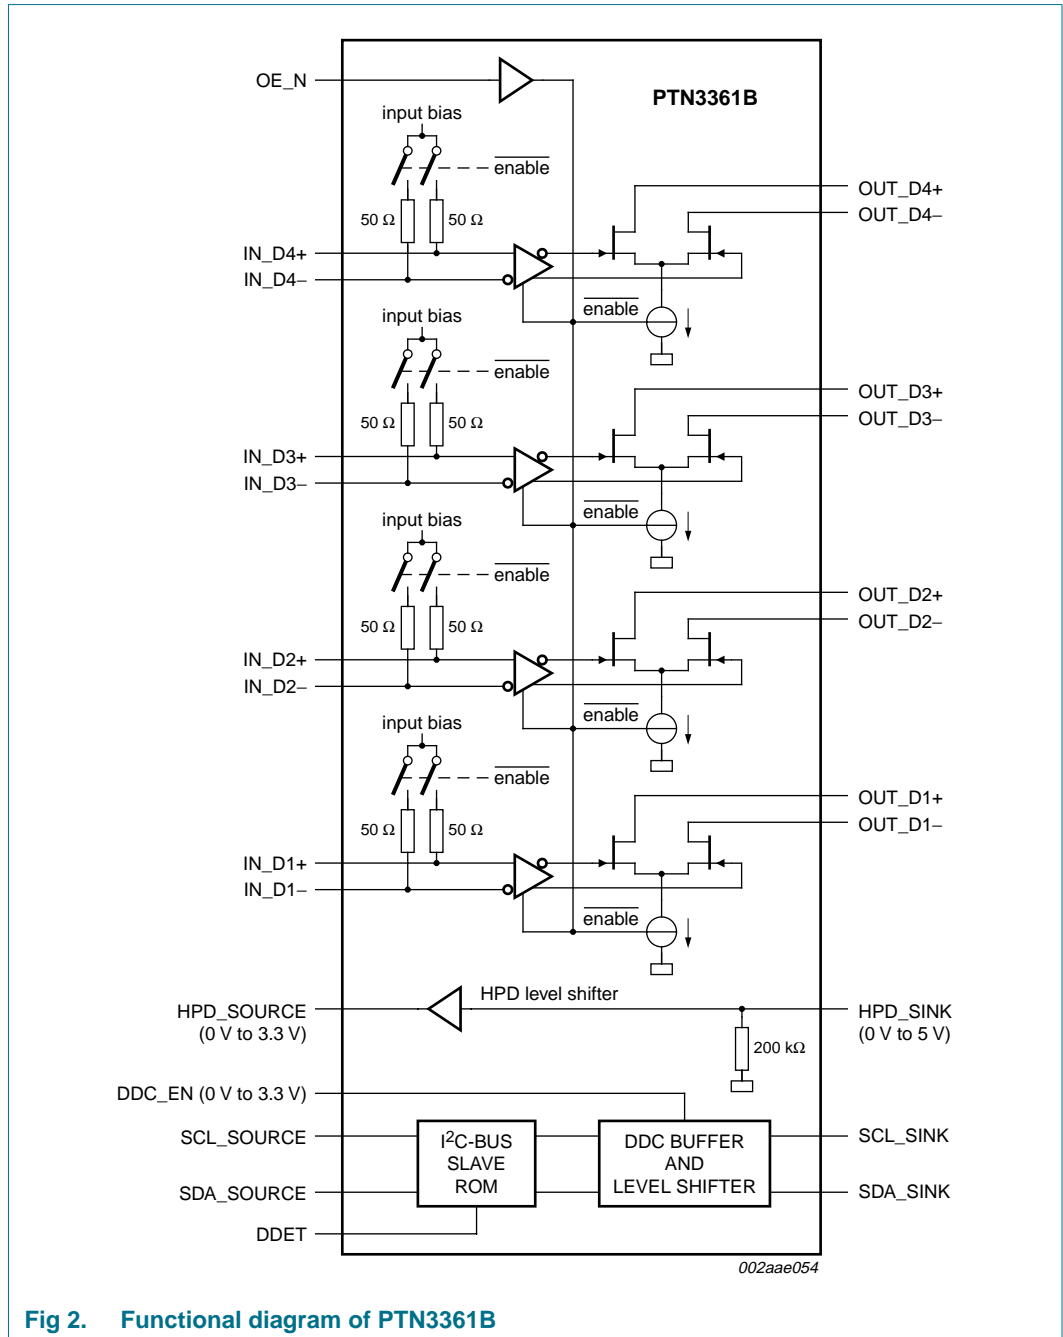 OE_N
PTN3361B
input bias
enable
OUT_D4+
50 Ω 50 Ω
OUT_D4−
IN_D4+
IN_D4−
enable
input bias
enable
OUT_D3+
50 Ω 50 Ω
OUT_D3−
IN_D3+
IN_D3−
enable
input bias
enable
OUT_D2+
50 Ω 50 Ω
OUT_D2−
IN_D2+
IN_D2−
enable
input bias
enable
OUT_D1+
50 Ω 50 Ω
OUT_D1−
IN_D1+
IN_D1−
enable
HPD level shifter
HPD_SOURCE
(0 V to 3.3 V)
HPD_SINK
(0 V to 5 V)
200 kΩ
DDC_EN (0 V to 3.3 V)
SCL_SOURCE
I²C-BUS
SLAVE
ROM
DDC BUFFER
AND
LEVEL SHIFTER
SCL_SINK
SDA_SOURCE
SDA_SINK
DDET
002aae054
Fig 2. Functional diagram of PTN3361B